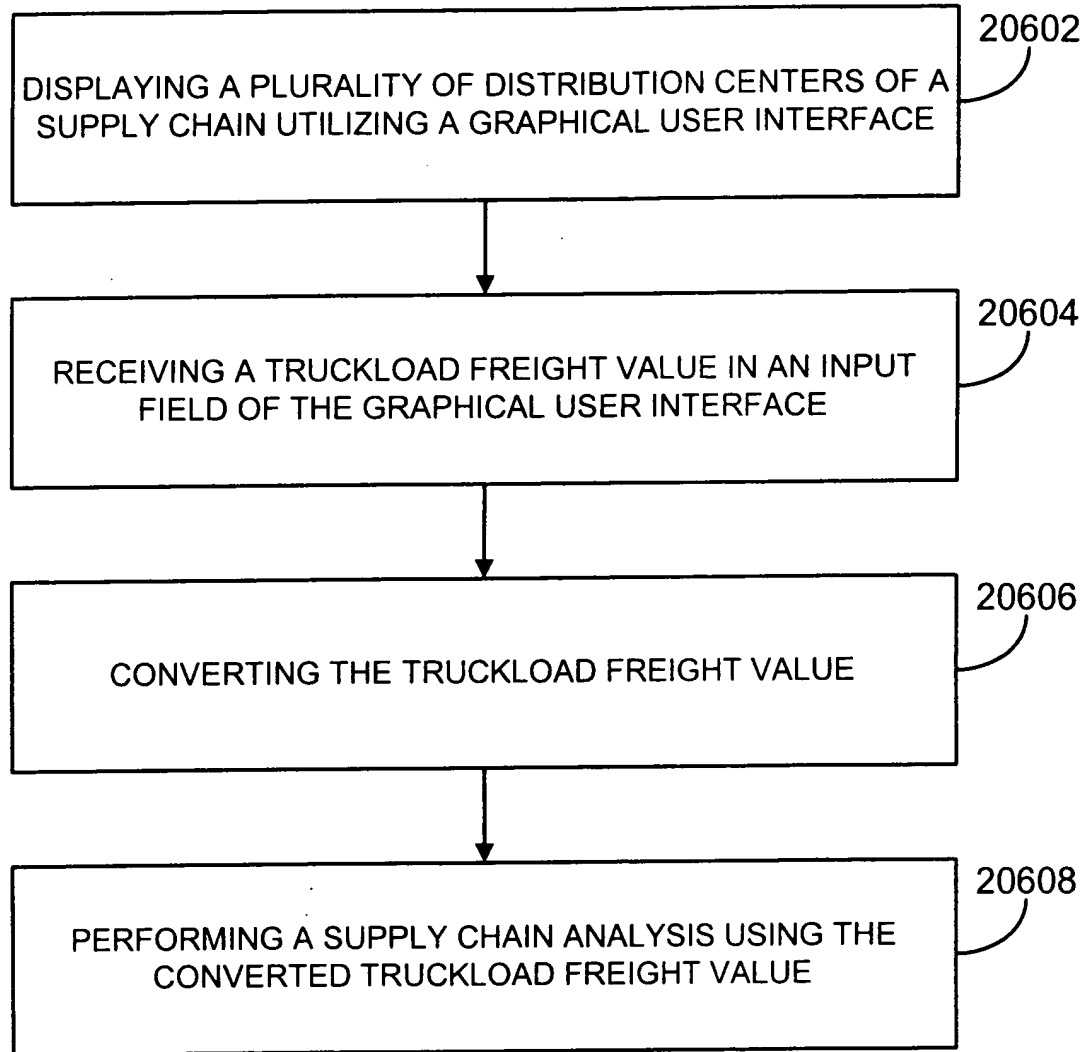 20602
DISPLAYING A PLURALITY OF DISTRIBUTION CENTERS OF A
SUPPLY CHAIN UTILIZING A GRAPHICAL USER INTERFACE
20604
RECEIVING A TRUCKLOAD FREIGHT VALUE IN AN INPUT
FIELD OF THE GRAPHICAL USER INTERFACE
20606
CONVERTING THE TRUCKLOAD FREIGHT VALUE
20608
PERFORMING A SUPPLY CHAIN ANALYSIS USING THE
CONVERTED TRUCKLOAD FREIGHT VALUE